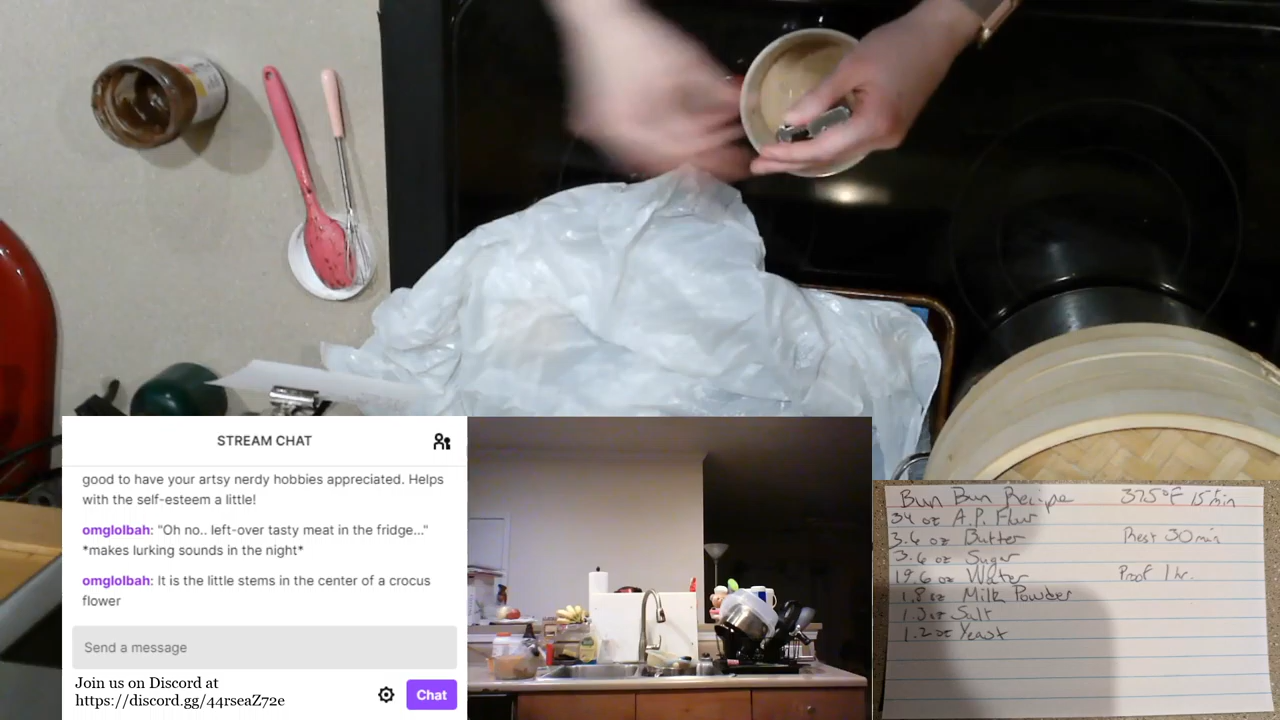 STREAM CHAT
good to have your artsy nerdy hobbies appreciated. Helps
with the self-esteem a little!
omglolbah: "Oh no.. left-over tasty meat in the fridge..."
*makes lurking sounds in the night*
omglolbah: It is the little stems in the center of a crocus
flower
Send a message
Join us on Discord at
https://discord.gg/44rseaZ72e
Chat
Bun Bun Recipe 375°F 15 min
34 oz A.P. Flour
3.6 oz Butter Rest 30 min
3.6 oz Sugar
19.6 oz Water Proof 1 hr.
1.8 oz Milk Powder
oz Salt
1.2 oz Yeast